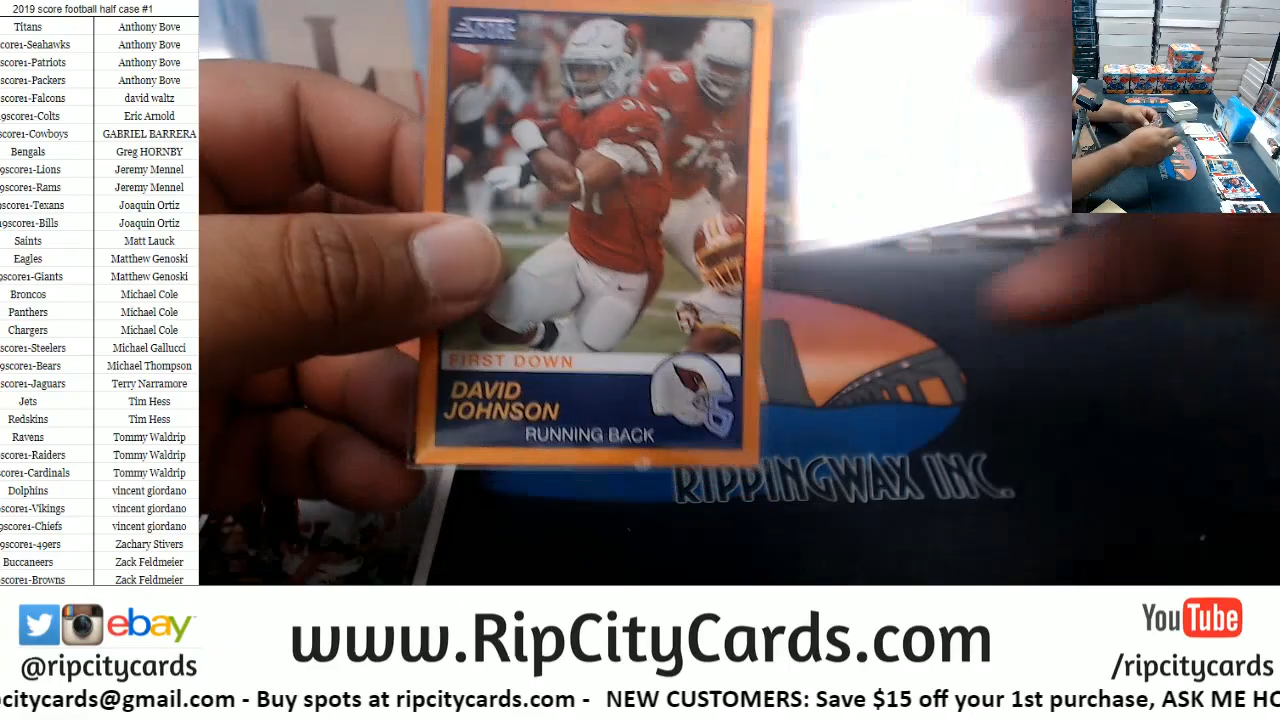 2019 score football half case #1
Titans Anthony Bove
core1-Seahawks Anthony Bove
score1-Patriots Anthony Bove
score1-Packers Anthony Bove
score1-Falcons david waltz
9score1-Colts Eric Arnold
core1-Cowboys GABRIEL BARRERA
Bengals Greg HORNBY
9score1-Lions Jeremy Mennel
9score1-Rams Jeremy Mennel
score1-Texans Joaquin Ortiz
19score1-Bills Joaquin Ortiz
Saints Matt Lauck
Eagles Matthew Genoski
score1-Giants Matthew Genoski
Broncos Michael Cole
Panthers Michael Cole
Chargers Michael Cole
score1-Steelers Michael Gallucci
9score1-Bears Michael Thompson
score1-Jaguars Terry Narramore
Jets Tim Hess
Redskins Tim Hess
Ravens Tommy Waldrip
score1-Raiders Tommy Waldrip
core1-Cardinals Tommy Waldrip
Dolphins vincent giordano
score1-Vikings vincent giordano
score1-Chiefs vincent giordano
9score1-49ers Zachary Stivers
Buccaneers Zack Feldmeier
score1-Browns Zack Feldmeier
SCORE
FIRST DOWN
DAVID
JOHNSON
RUNNING BACK
RIPPINGWAX INC.
ebay
@ripcitycards
www.RipCityCards.com
YouTube
/ripcitycards
citycards@gmail.com - Buy spots at ripcitycards.com - NEW CUSTOMERS: Save $15 off your 1st purchase, ASK ME HO